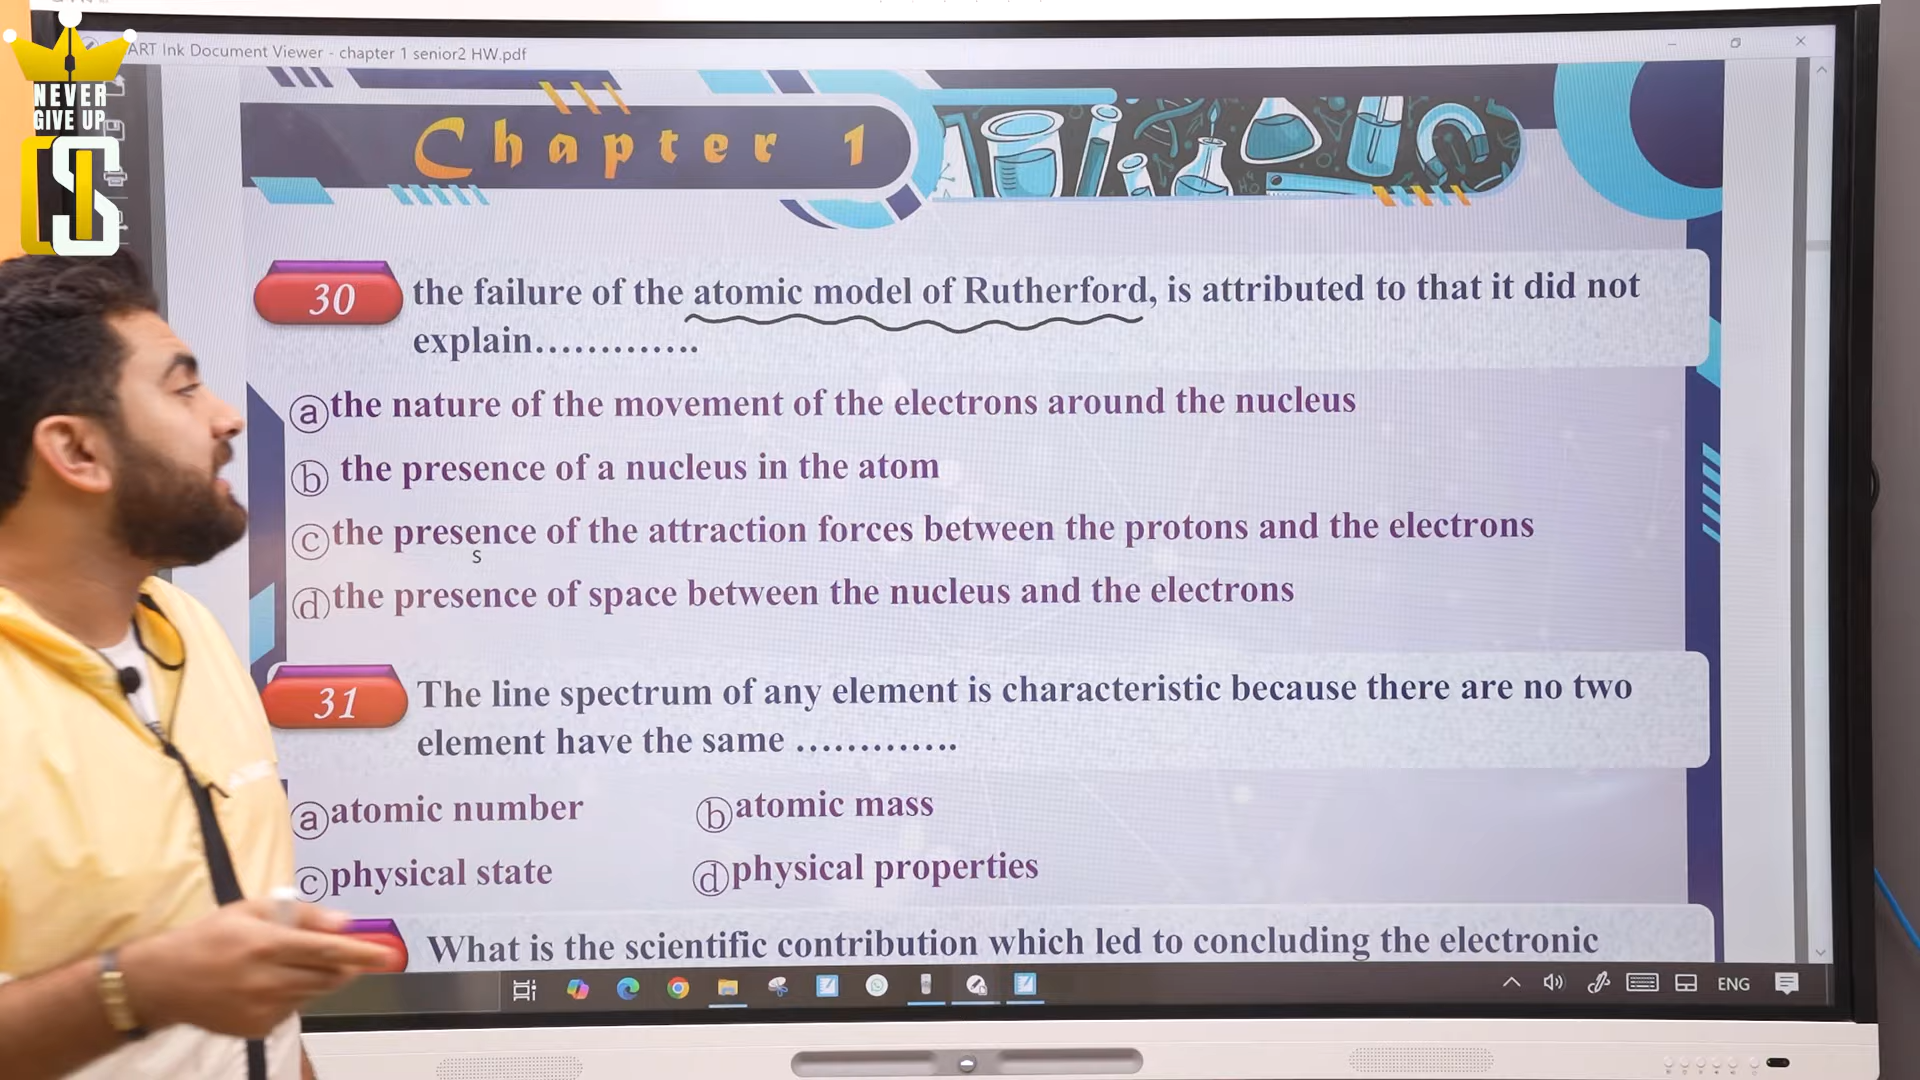 ART Ink Document Viewer - chapter 1 senior2 HW.pdf
NEVER
GIVE UP
Chapter 1
30 the failure of the atomic model of Rutherford, is attributed to that it did not
explain.............
a the nature of the movement of the electrons around the nucleus
b the presence of a nucleus in the atom
c the presence of the attraction forces between the protons and the electrons
s
d the presence of space between the nucleus and the electrons
31 The line spectrum of any element is characteristic because there are no two
element have the same .............
a atomic number b atomic mass
c physical state d physical properties
What is the scientific contribution which led to concluding the electronic
ENG